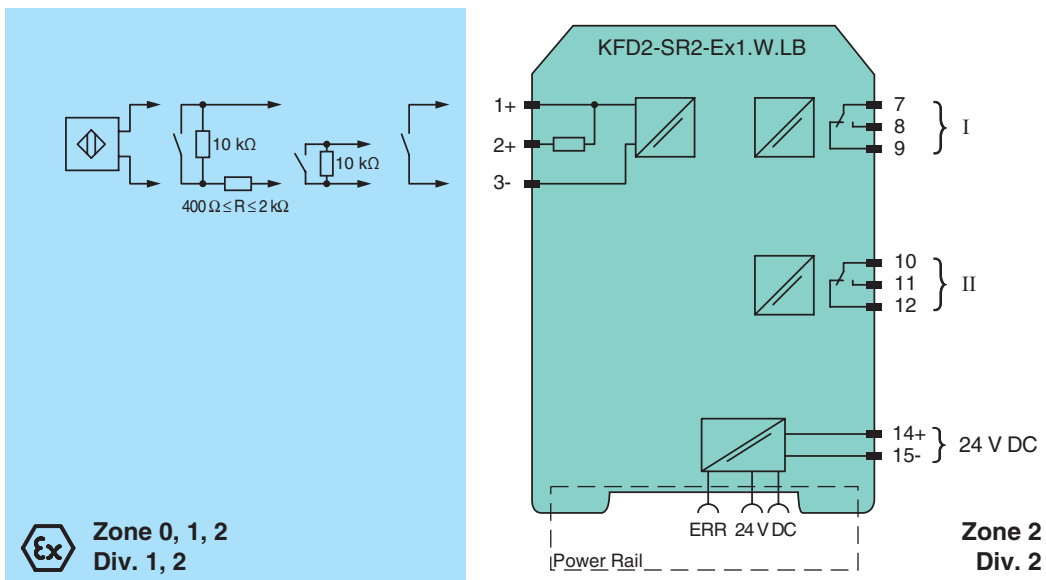 KFD2-SR2-Ex1.W.LB
10 kΩ
10 kΩ
400 Ω ≤ R ≤ 2 kΩ
1+
2+
3-
7
8
9
I
10
11
12
II
14+
15-
24 V DC
ERR 24 V DC
Power Rail
Ex
Zone 0, 1, 2
Div. 1, 2
Zone 2
Div. 2